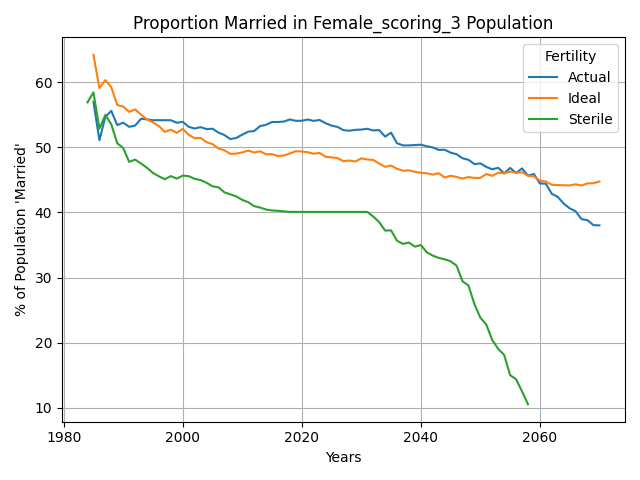 Proportion Married in Female_scoring_3 Population
% of Population 'Married'
60
50
40
30
20
10
Fertility
Actual
Ideal
Sterile
1980
2000
2020
2040
2060
Years